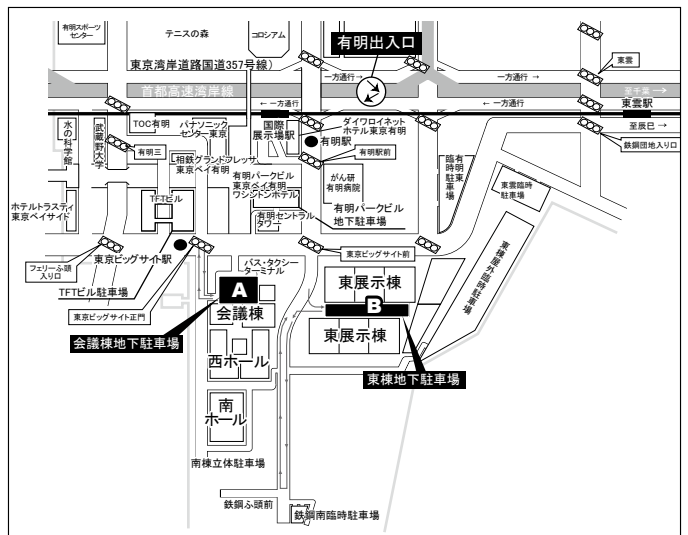 有明スポーツ
センター
テニスの森
コロシアム
有明出入口
東雲
東京湾岸道路国道357号線）
一方通行 →
一方通行 →
首都高速湾岸線
至千葉 →
東雲駅
← 一方通行
← 一方通行
至辰巳 →
鉄鋼団地入り口
水の科学館
武蔵野大学
TOC有明
パナソニック
センター東京
国際
展示場駅
ダイワロイネット
ホテル東京有明
有明駅
有明駅前
有明三
相鉄グランドフレッサ
東京ベイ有明
有明パークビル
東京ベイ有明
ワシントンホテル
がん研
有明病院
有明東
臨時駐車場
東雲臨時
駐車場
TFTビル
有明セントラル
タワー
有明パークビル
地下駐車場
ホテルトラスティ
東京ベイサイド
フェリーふ頭
入り口
東京ビッグサイト駅
バス・タクシー
ターミナル
東京ビッグサイト前
東棟屋外臨時駐車場
TFTビル駐車場
東京ビッグサイト正門
A
会議棟
東展示棟
B
東展示棟
会議棟地下駐車場
西ホール
東棟地下駐車場
南
ホール
南棟立体駐車場
鉄鋼ふ頭前
鉄鋼南臨時駐車場